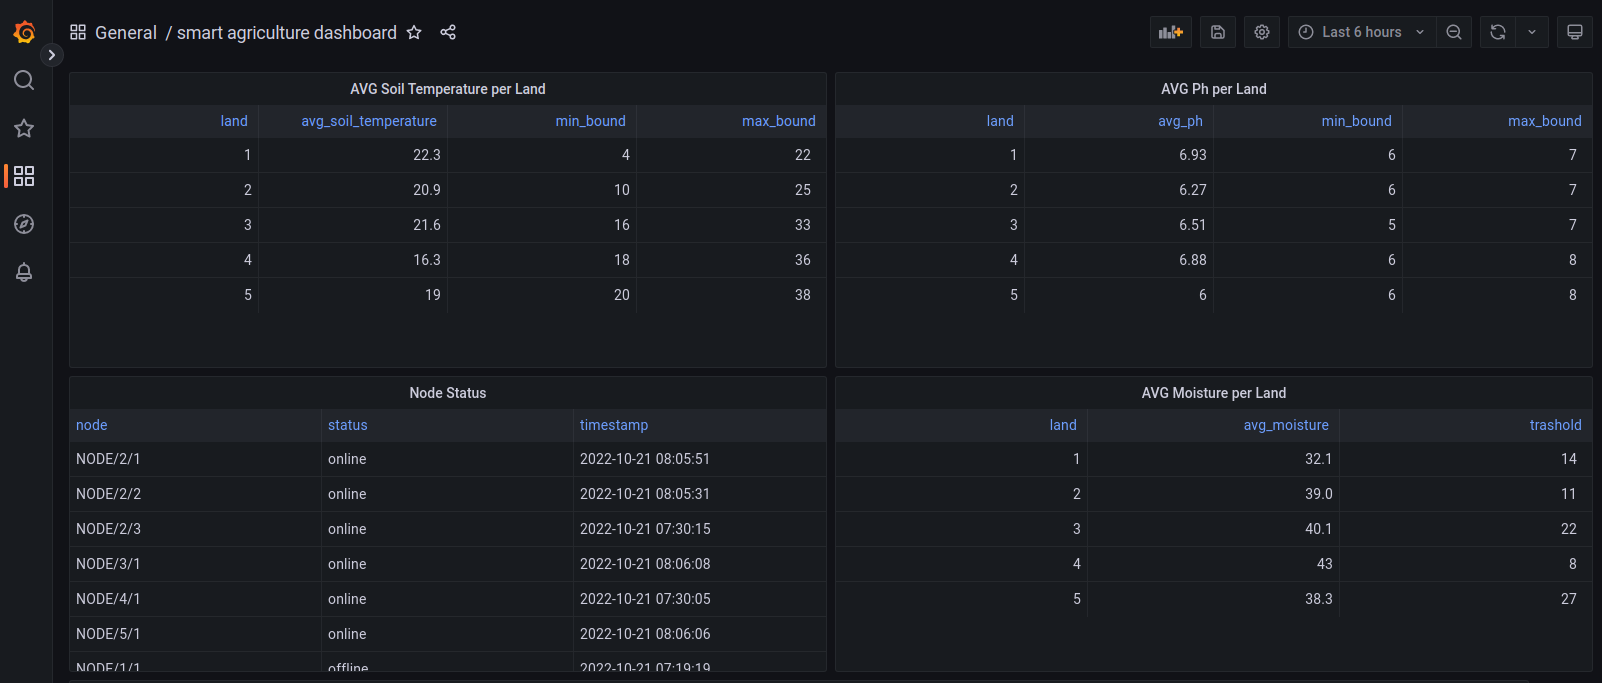 General / smart agriculture dashboard
Last 6 hours
AVG Soil Temperature per Land
land avg_soil_temperature min_bound max_bound
1 22.3 4 22
2 20.9 10 25
3 21.6 16 33
4 16.3 18 36
5 19 20 38
AVG Ph per Land
land avg_ph min_bound max_bound
1 6.93 6 7
2 6.27 6 7
3 6.51 5 7
4 6.88 6 8
5 6 6 8
Node Status
node status timestamp
NODE/2/1 online 2022-10-21 08:05:51
NODE/2/2 online 2022-10-21 08:05:31
NODE/2/3 online 2022-10-21 07:30:15
NODE/3/1 online 2022-10-21 08:06:08
NODE/4/1 online 2022-10-21 07:30:05
NODE/5/1 online 2022-10-21 08:06:06
NODE/1/1 offline 2022-10-21 07:19:19
AVG Moisture per Land
land avg_moisture trashold
1 32.1 14
2 39.0 11
3 40.1 22
4 43 8
5 38.3 27